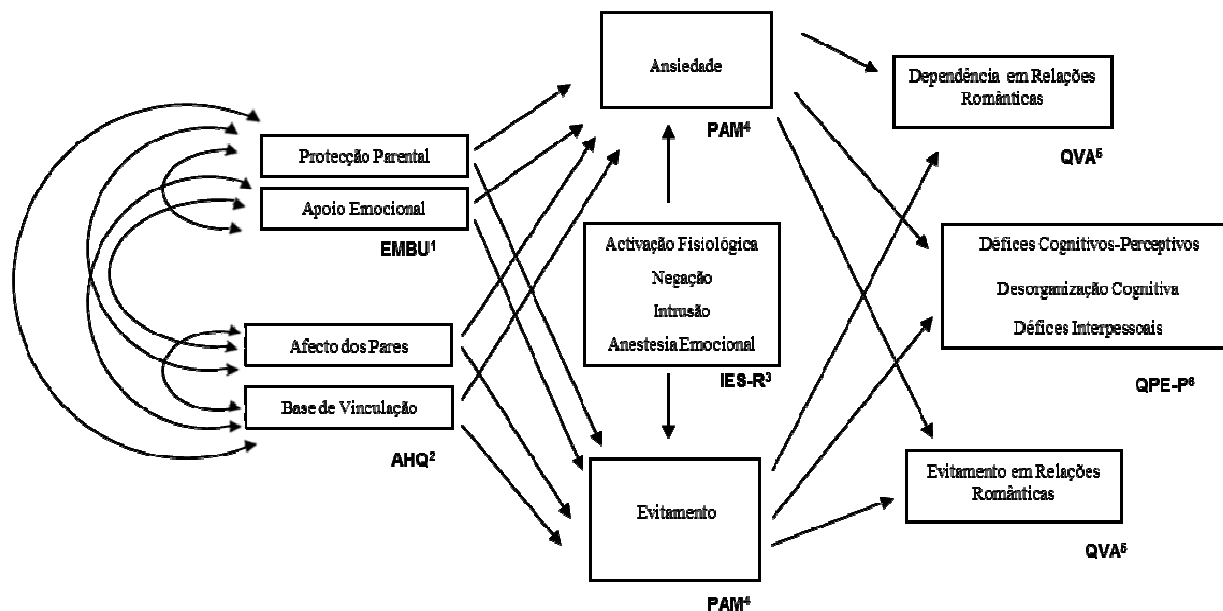 Ansiedade
PAM⁴
Dependência em Relações
Românticas
QVA⁵
Protecção Parental
Apoio Emocional
EMBU¹
Activação Fisiológica
Negação
Intrusão
Anestesia Emocional
IES-R³
Défices Cognitivos-Perceptivos
Desorganização Cognitiva
Défices Interpessoais
QPE-P⁶
Afecto dos Pares
Base de Vinculação
AHQ²
Evitamento
PAM⁴
Evitamento em Relações
Românticas
QVA⁵